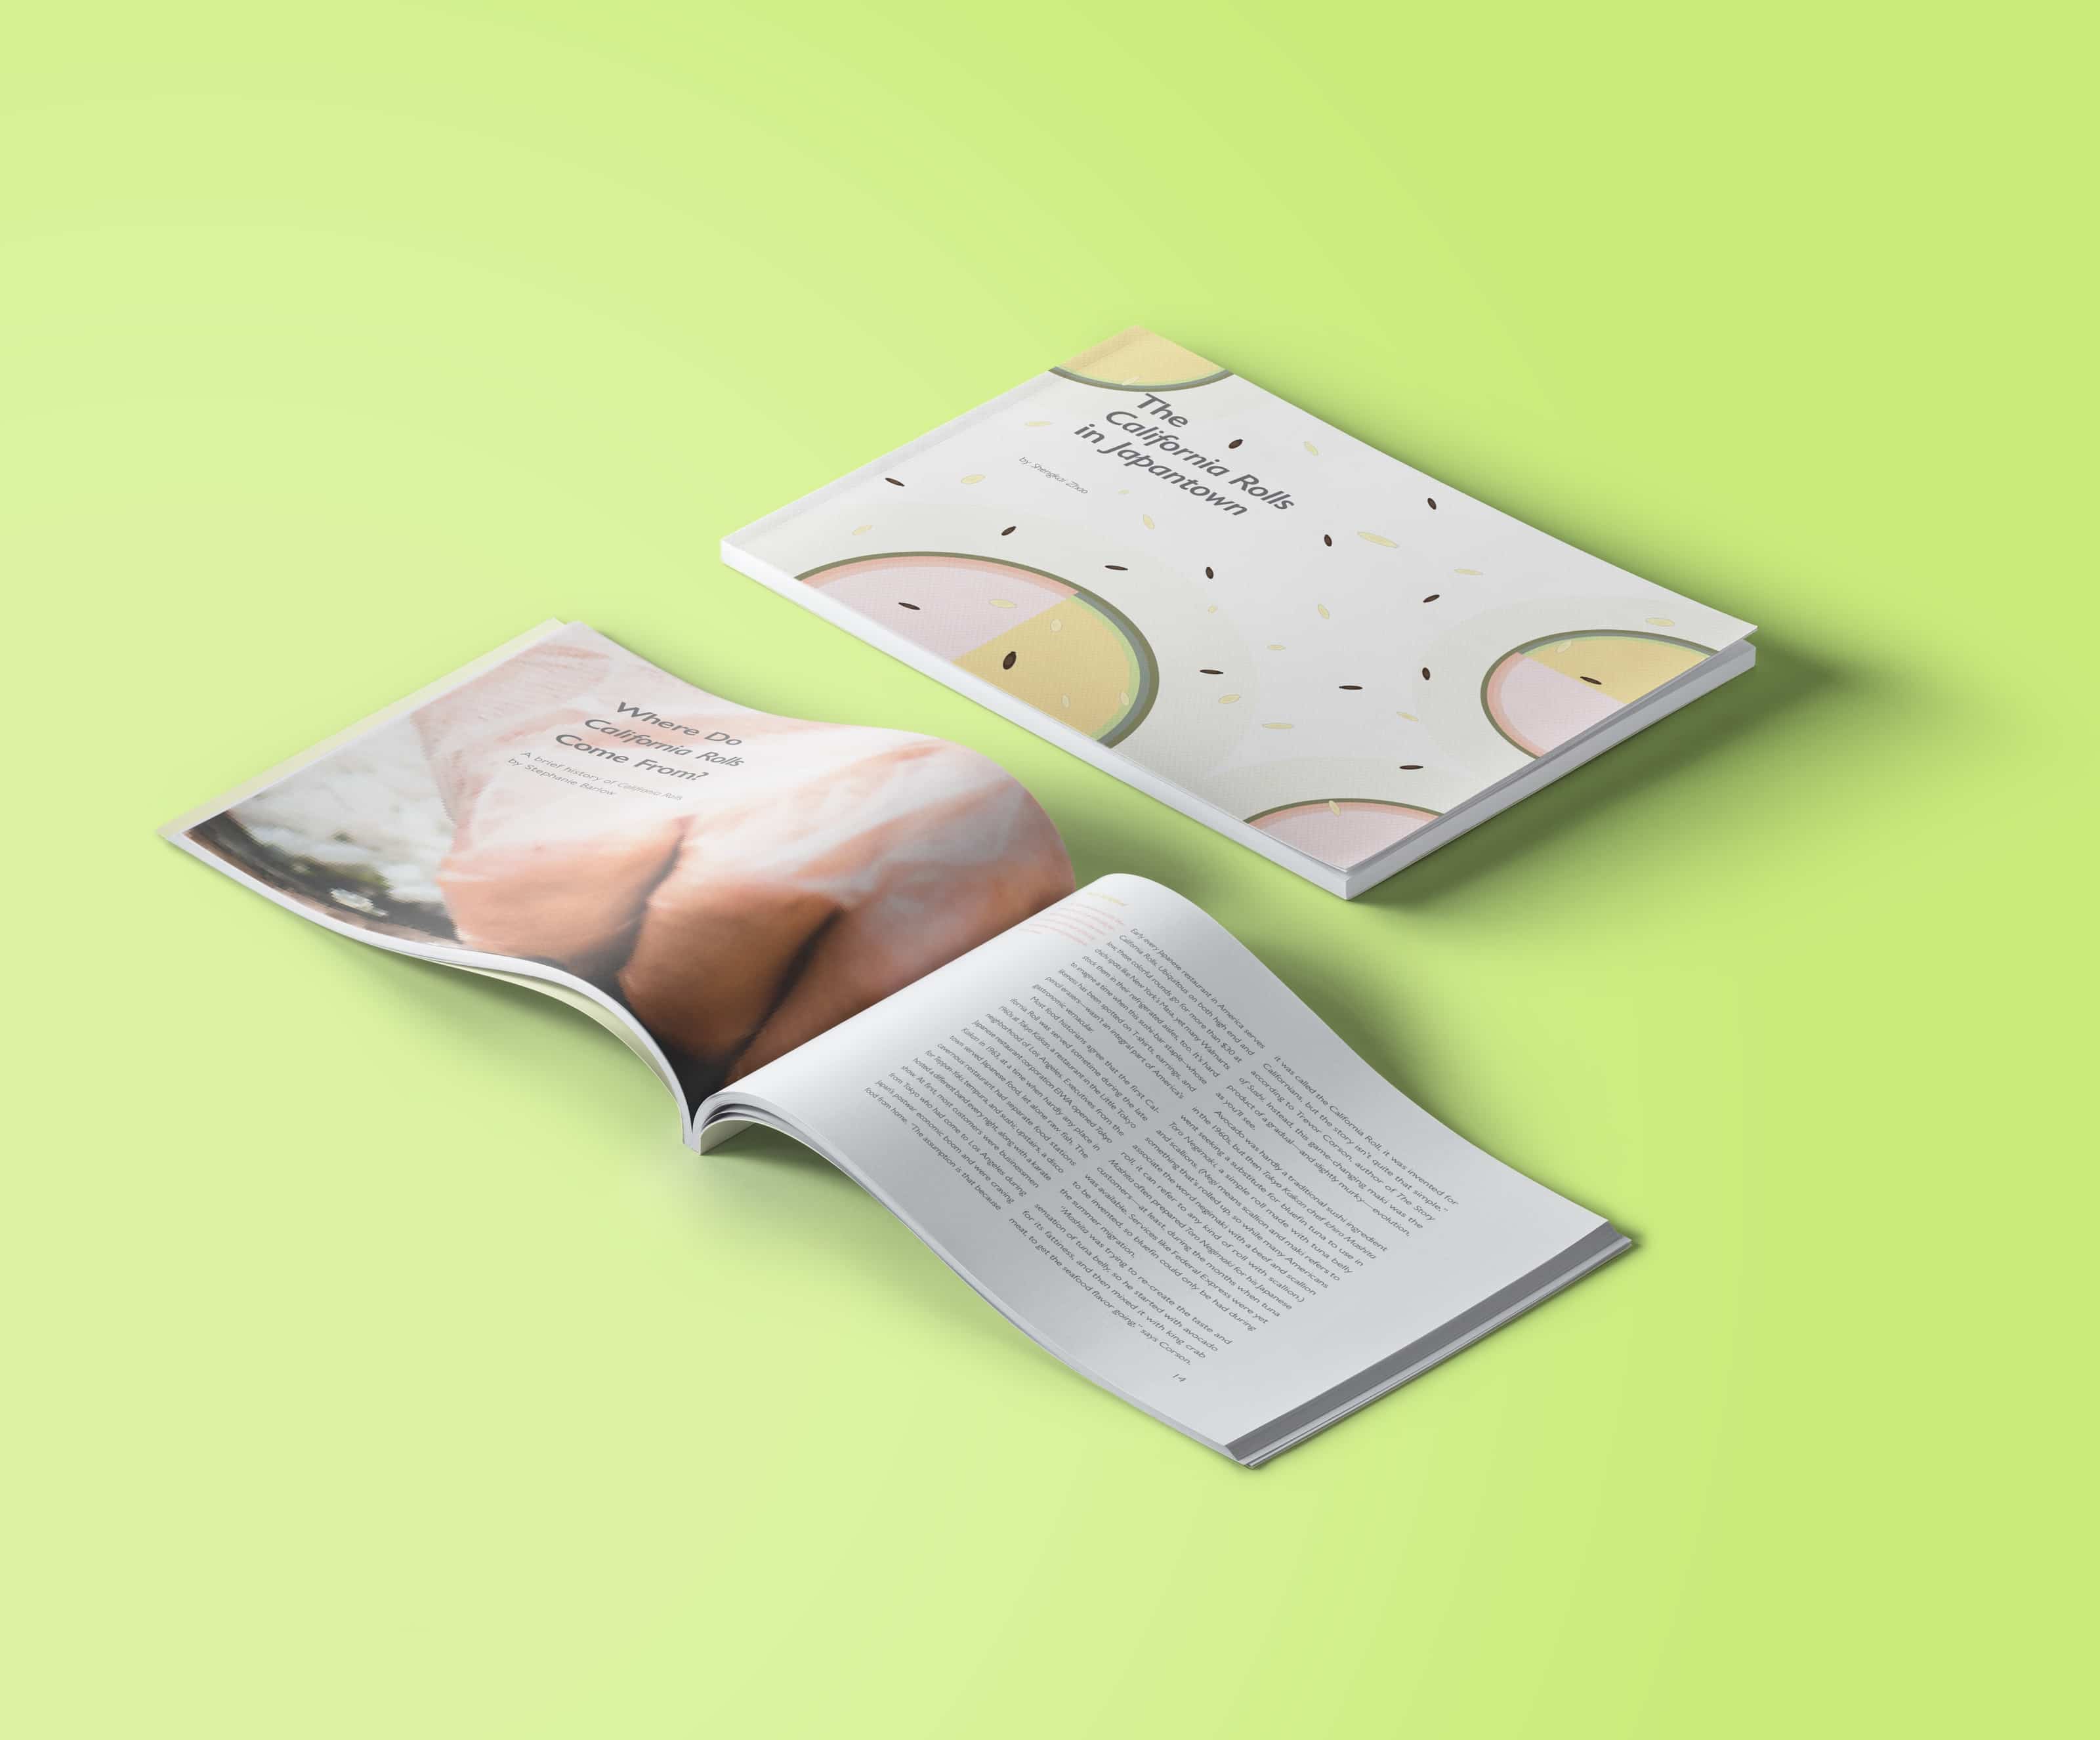 The
California Rolls
in Japantown
by Shengkai Zhao
Where Do
California Rolls
Come From?
A brief history of California Rolls
by Stephanie Barlow
Early every Japanese restaurant in America serves
California Rolls. Ubiquitous on both high end and
low, these colorful rounds go for more than $30 at
clichéspots like New York's Masa, yet many Walmarts
stock them in their refrigerated aisles, too. It's hard
to imagine a time when this sushi-bar staple—whose
likeness has been spotted on T-shirts, earrings, and
pencil erasers—wasn't an integral part of America's
gastronomic vernacular.
Most food historians agree that the first Cal-
ifornia Roll was served sometime during the late
1960s at Tokyo Kaikan, a restaurant in the Little Tokyo
neighborhood of Los Angeles. Executives from the
Japanese restaurant corporation EIWA opened Tokyo
Kaikan in 1963, at a time when hardly any place in
town served Japanese food, let alone raw fish. The
cavernous restaurant had separate food stations
for Teppan-Yaki, tempura, and sushi; upstairs, a disco
hosted a different band every night, along with a karate
show. At first, most customers were businessmen
from Tokyo who had come to Los Angeles during
Japan's postwar economic boom and were craving
food from home. "The assumption is that because
it was called the California Roll, it was invented for
Californians, but the story isn't quite that simple,"
according to Trevor Corson, author of The Story
of Sushi. Instead, this game-changing maki was the
product of a gradual—and slightly murky—evolution,
as you'll see.
Avocado was hardly a traditional sushi ingredient
in the 1960s, but then Tokyo Kaikan chef Ichiro Mashita
went seeking a substitute for bluefin tuna to use in
Toro Negimaki, a simple roll made with tuna belly
and scallions. (Negi means scallion and maki refers to
something that's rolled up, so while many Americans
associate the word negimaki with a beef and scallion
roll, it can refer to any kind of roll with scallion.)
Mashita often prepared Toro Negimaki for his Japanese
customers—at least, during the months when tuna
was available. Services like Federal Express were yet
to be invented, so bluefin could only be had during
the summer migration.
"Mashita was trying to re-create the taste and
sensation of tuna belly, so he started with avocado
for its fattiness, and then mixed it with king crab
meat, to get the seafood flavor going," says Corson.
14